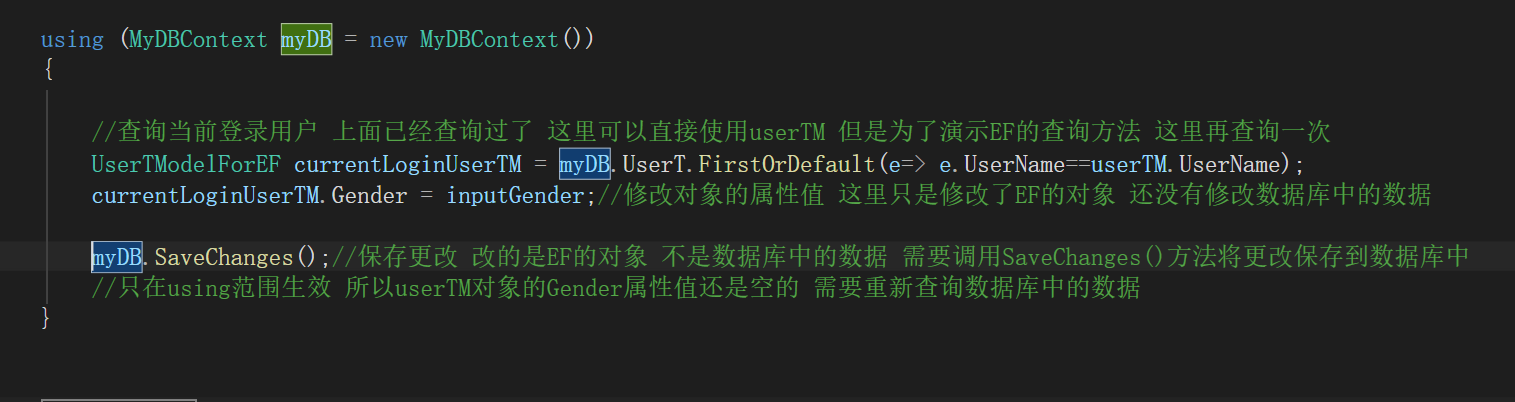 using (MyDBContext myDB = new MyDBContext())
{
//查询当前登录用户 上面已经查询过了 这里可以直接使用userTM 但是为了演示EF的查询方法 这里再查询一次
UserTModelForEF currentLoginUserTM = myDB.UserT.FirstOrDefault(e=> e.UserName==userTM.UserName);
currentLoginUserTM.Gender = inputGender;//修改对象的属性值 这里只是修改了EF的对象 还没有修改数据库中的数据
myDB.SaveChanges();//保存更改 改的是EF的对象 不是数据库中的数据 需要调用SaveChanges()方法将更改保存到数据库中
//只在using范围生效 所以userTM对象的Gender属性值还是空的 需要重新查询数据库中的数据
}